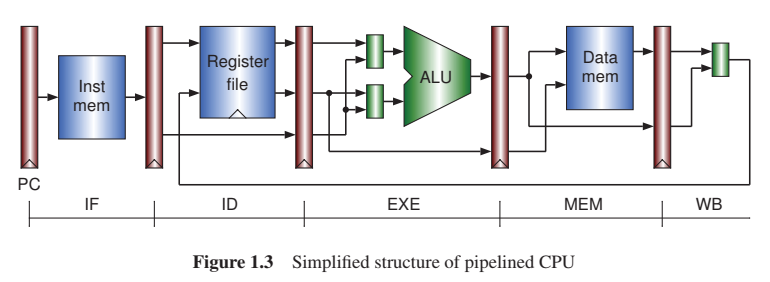 Inst
mem
Register
file
ALU
Data
mem
PC
IF
ID
EXE
MEM
WB
Figure 1.3 Simplified structure of pipelined CPU